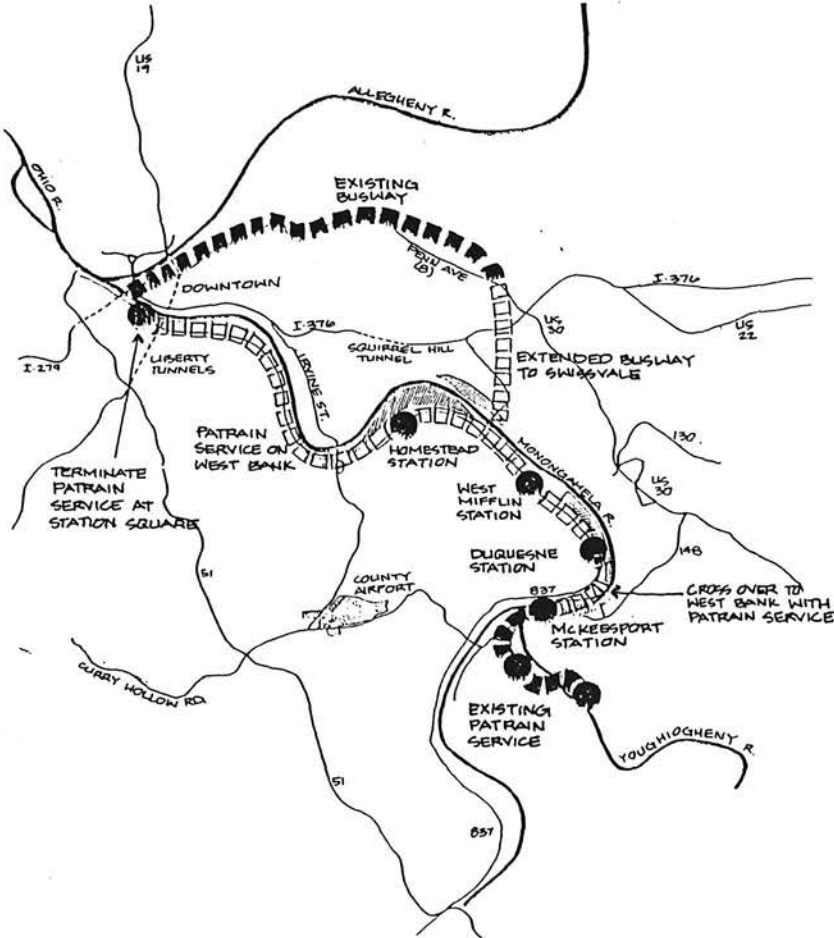 US
19
ALLEGHENY R.
OHIO R.
EXISTING
BUSWAY
PENN AVE
(8)
DOWNTOWN
I-376
I-376
US
30
US
22
SQUIRREL HILL
TUNNEL
I-279
LIBERTY
TUNNELS
IRVINE ST.
EXTENDED BUSWAY
TO SWISSVALE
PATRAIN
SERVICE ON
WEST BANK
HOMESTEAD
STATION
MONONGAHELA R.
130.
US
30
TERMINATE
PATRAIN
SERVICE AT
STATION SQUARE
WEST
MIFFLIN
STATION
DUQUESNE
STATION
148
51
COUNTY
AIRPORT
837
CROSS OVER TO
WEST BANK WITH
PATRAIN SERVICE
MCKEESPORT
STATION
CURRY HOLLOW RD.
EXISTING
PATRAIN
SERVICE
YOUGHIOGHENY R.
51
837